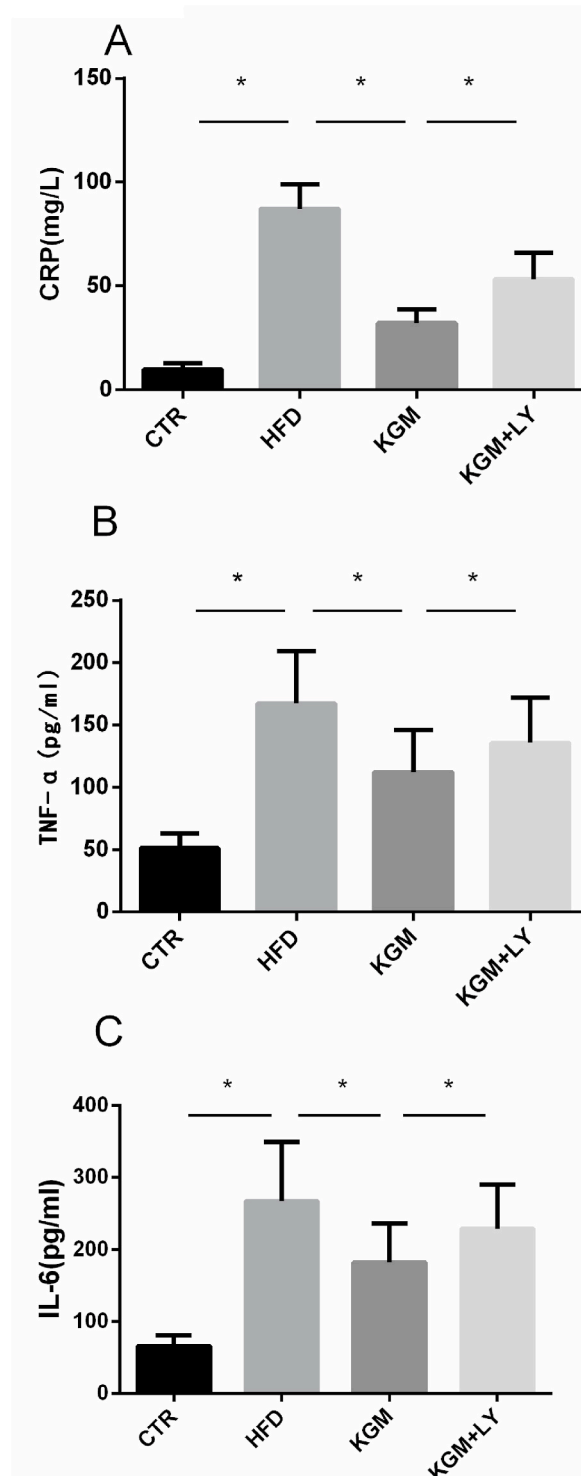 A
* * *
CRP(mg/L)
150
100
50
0
CTR
HFD
KGM
KGM+LY
B
* * *
TNF-α (pg/ml)
250
200
150
100
50
0
CTR
HFD
KGM
KGM+LY
C
* * *
IL-6(pg/ml)
400
300
200
100
0
CTR
HFD
KGM
KGM+LY